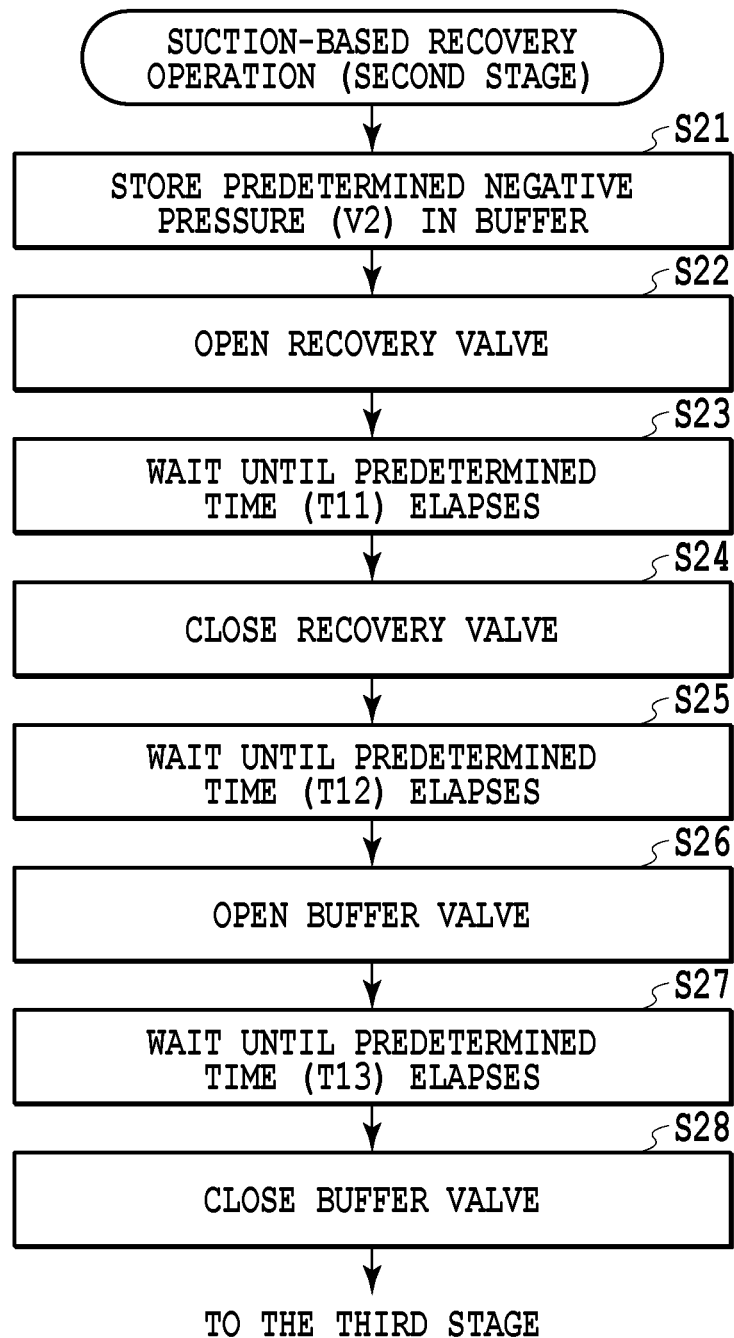 SUCTION-BASED RECOVERY
OPERATION (SECOND STAGE)
S21
STORE PREDETERMINED NEGATIVE
PRESSURE (V2) IN BUFFER
S22
OPEN RECOVERY VALVE
S23
WAIT UNTIL PREDETERMINED
TIME (T11) ELAPSES
S24
CLOSE RECOVERY VALVE
S25
WAIT UNTIL PREDETERMINED
TIME (T12) ELAPSES
S26
OPEN BUFFER VALVE
S27
WAIT UNTIL PREDETERMINED
TIME (T13) ELAPSES
S28
CLOSE BUFFER VALVE
TO THE THIRD STAGE